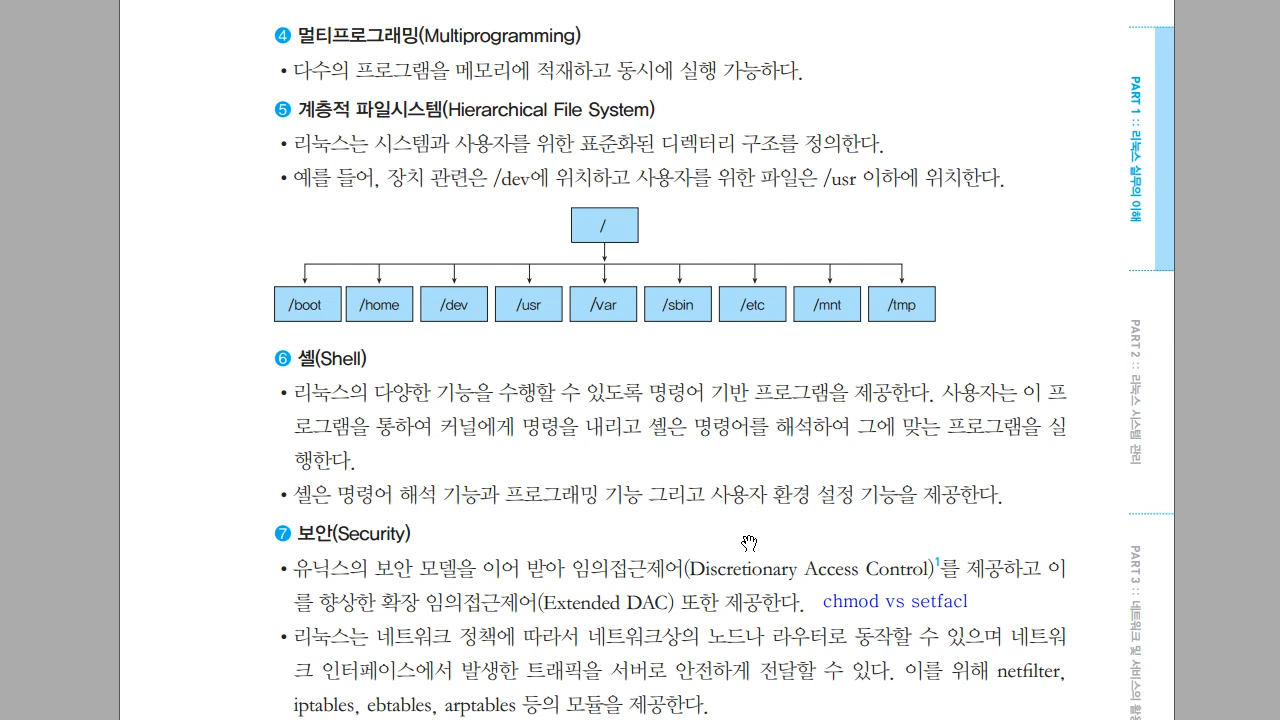 ❹ 멀티프로그래밍(Multiprogramming)
• 다수의 프로그램을 메모리에 적재하고 동시에 실행 가능하다.
❺ 계층적 파일시스템(Hierarchical File System)
• 리눅스는 시스템과 사용자를 위한 표준화된 디렉터리 구조를 정의한다.
• 예를 들어, 장치 관련은 /dev에 위치하고 사용자를 위한 파일은 /usr 이하에 위치한다.
/
/boot /home /dev /usr /var /sbin /etc /mnt /tmp
❻ 셸(Shell)
• 리눅스의 다양한 기능을 수행할 수 있도록 명령어 기반 프로그램을 제공한다. 사용자는 이 프
로그램을 통하여 커널에게 명령을 내리고 셸은 명령어를 해석하여 그에 맞는 프로그램을 실
행한다.
• 셸은 명령어 해석 기능과 프로그래밍 기능 그리고 사용자 환경 설정 기능을 제공한다.
❼ 보안(Security)
• 유닉스의 보안 모델을 이어 받아 임의접근제어(Discretionary Access Control)1를 제공하고 이
를 향상한 확장 임의접근제어(Extended DAC) 또한 제공한다. chmod vs setfacl
• 리눅스는 네트워크 정책에 따라서 네트워크상의 노드나 라우터로 동작할 수 있으며 네트워
크 인터페이스에서 발생한 트래픽을 서버로 안전하게 전달할 수 있다. 이를 위해 netfilter,
iptables, ebtables, arptables 등의 모듈을 제공한다.
PART 1 :: 리눅스 실무의 이해
PART 2 :: 리눅스 시스템 관리
PART 3 :: 네트워크 및 서비스의 활용